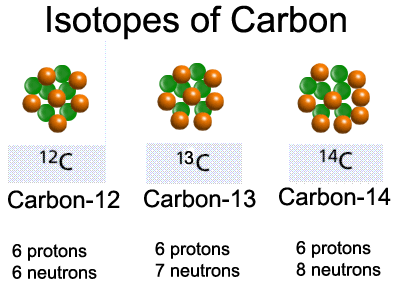 Isotopes of Carbon
¹²C
¹³C
¹⁴C
Carbon-12
Carbon-13
Carbon-14
6 protons
6 neutrons
6 protons
7 neutrons
6 protons
8 neutrons